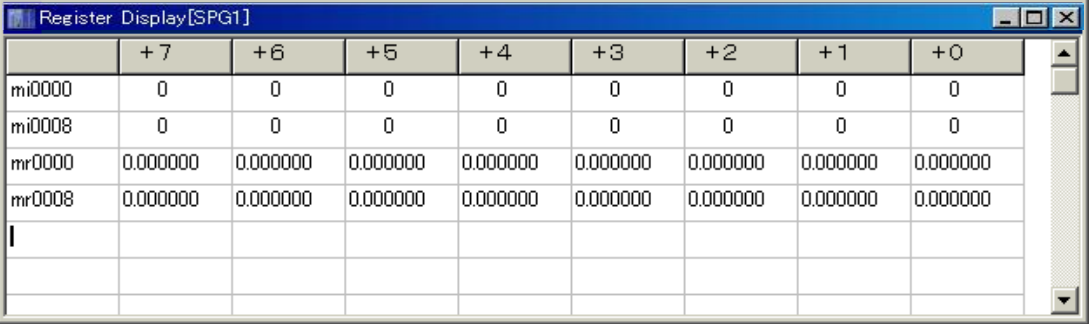 Register Display[SPG1]
+7 +6 +5 +4 +3 +2 +1 +0
mi0000 0 0 0 0 0 0 0 0
mi0008 0 0 0 0 0 0 0 0
mr0000 0.000000 0.000000 0.000000 0.000000 0.000000 0.000000 0.000000 0.000000
mr0008 0.000000 0.000000 0.000000 0.000000 0.000000 0.000000 0.000000 0.000000